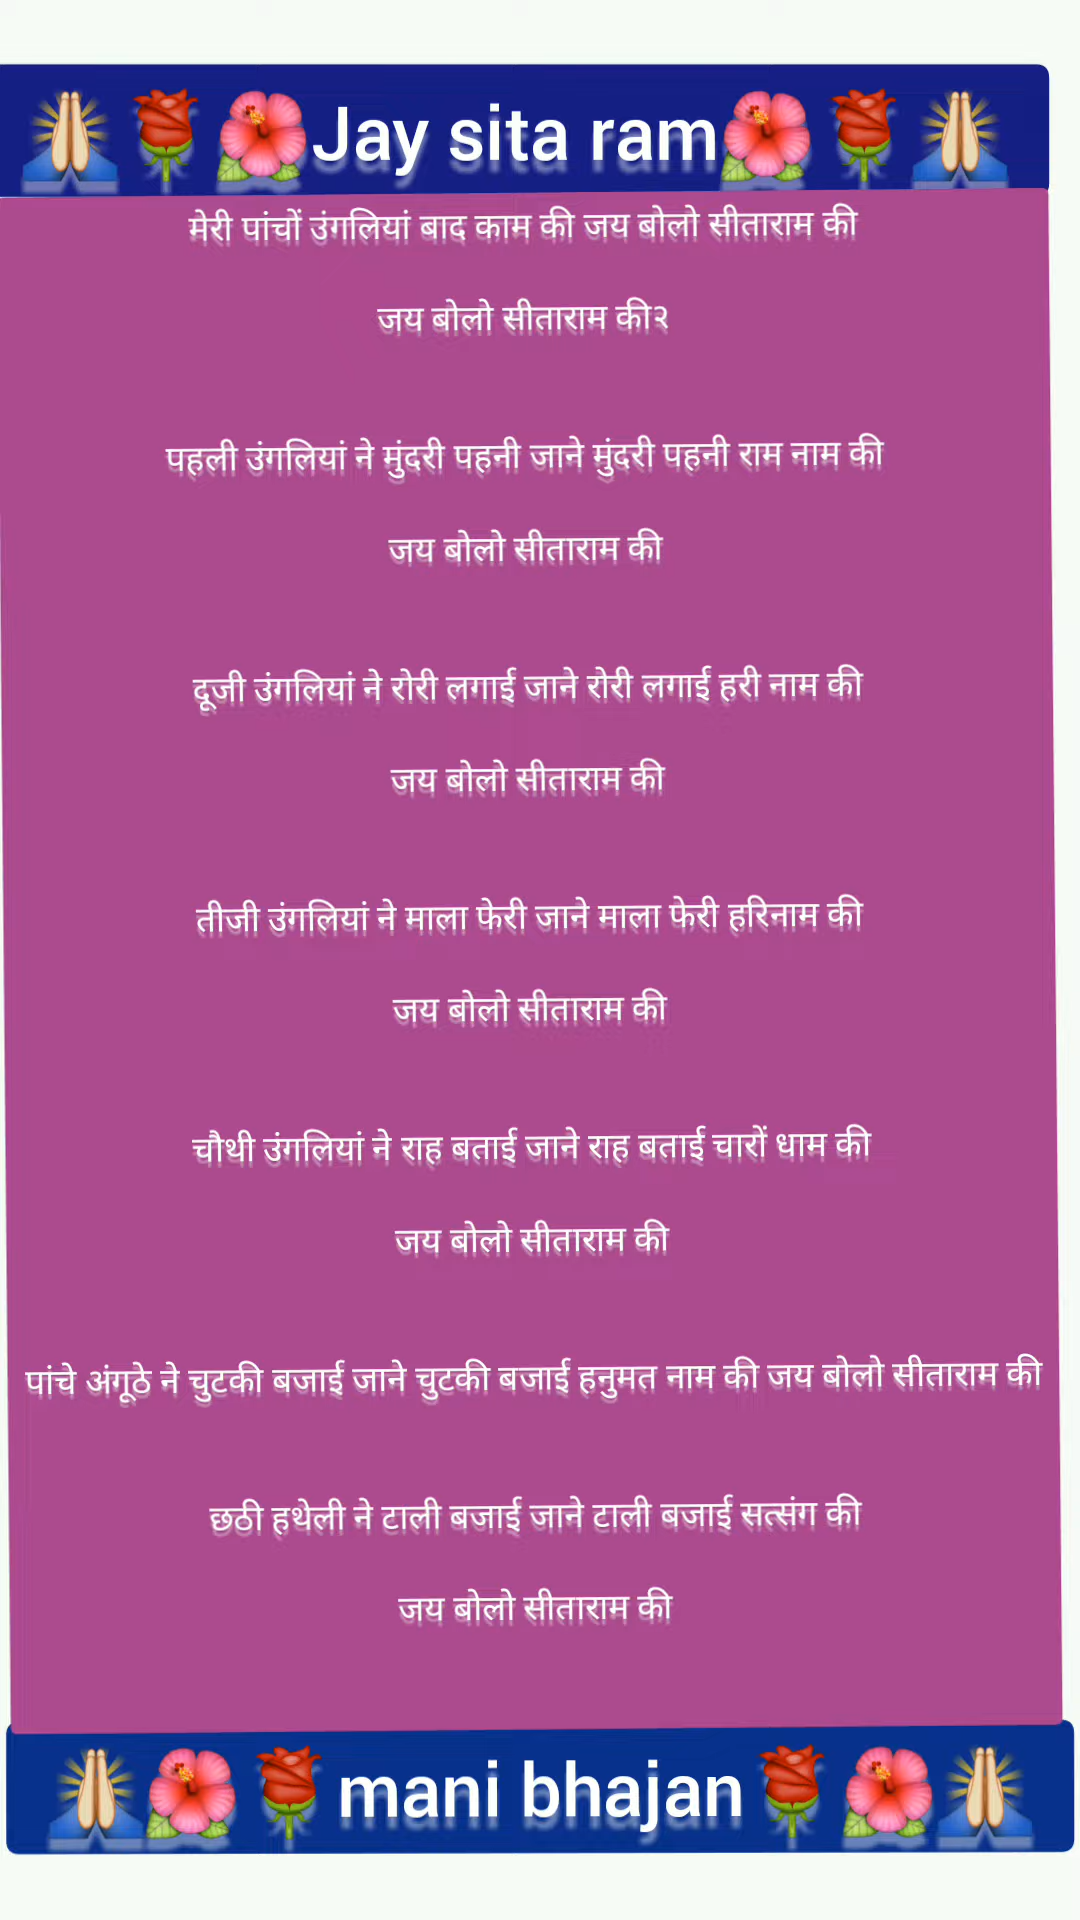 🙏🌹🌺Jay sita ram🌺🌹🙏
मेरी पांचों उंगलियां बाद काम की जय बोलो सीताराम की
जय बोलो सीताराम की२
पहली उंगलियां ने मुंदरी पहनी जाने मुंदरी पहनी राम नाम की
जय बोलो सीताराम की
दूजी उंगलियां ने रोरी लगाई जाने रोरी लगाई हरी नाम की
जय बोलो सीताराम की
तीजी उंगलियां ने माला फेरी जाने माला फेरी हरिनाम की
जय बोलो सीताराम की
चौथी उंगलियां ने राह बताई जाने राह बताई चारों धाम की
जय बोलो सीताराम की
पांचे अंगूठे ने चुटकी बजाई जाने चुटकी बजाई हनुमत नाम की जय बोलो सीताराम की
छठी हथेली ने टाली बजाई जाने टाली बजाई सत्संग की
जय बोलो सीताराम की
🙏🌺🌹mani bhajan🌹🌺🙏